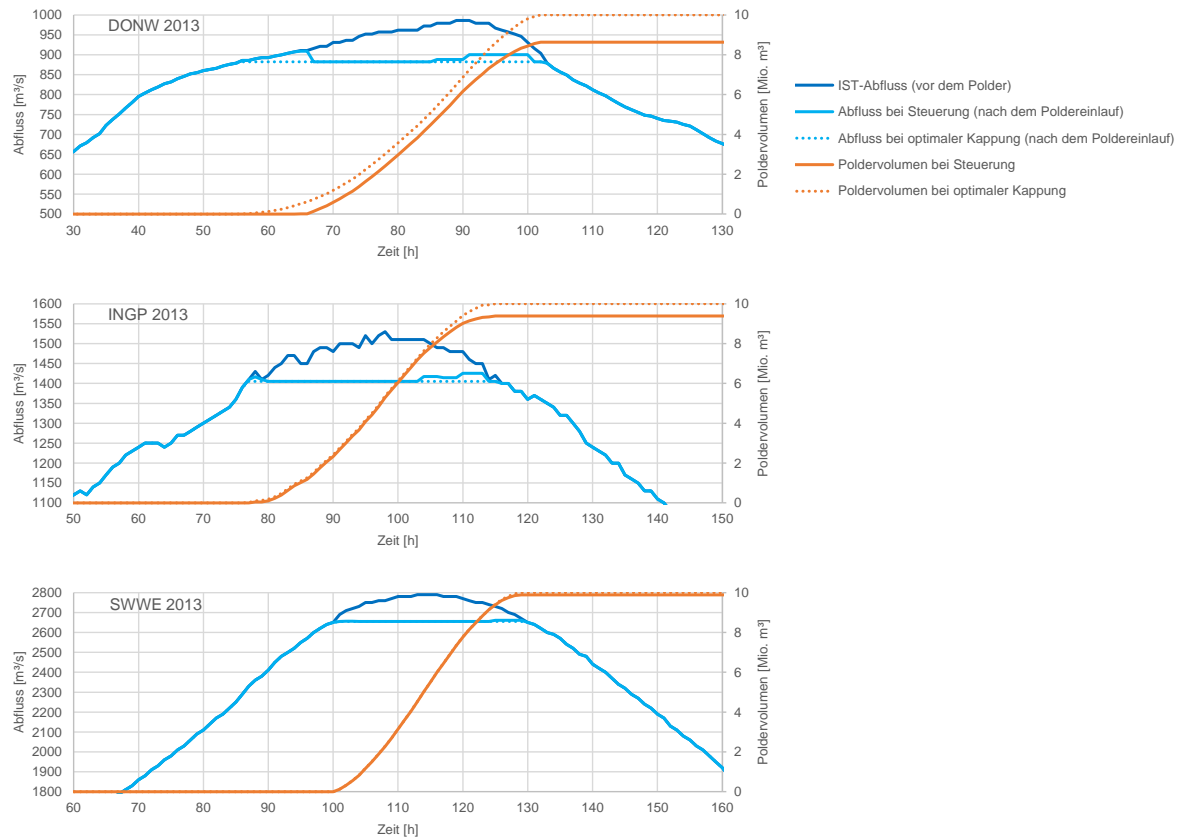 DONW 2013
Abfluss [m³/s]
1000
950
900
850
800
750
700
650
600
550
500
30 40 50 60 70 80 90 100 110 120 130
Zeit [h]
10
8
6
4
2
0
Poldervolumen [Mio. m³]
IST-Abfluss (vor dem Polder)
Abfluss bei Steuerung (nach dem Poldereinlauf)
Abfluss bei optimaler Kappung (nach dem Poldereinlauf)
Poldervolumen bei Steuerung
Poldervolumen bei optimaler Kappung
INGP 2013
Abfluss [m³/s]
1600
1550
1500
1450
1400
1350
1300
1250
1200
1150
1100
50 60 70 80 90 100 110 120 130 140 150
Zeit [h]
10
8
6
4
2
0
Poldervolumen [Mio. m³]
SWWE 2013
Abfluss [m³/s]
2800
2700
2600
2500
2400
2300
2200
2100
2000
1900
1800
60 70 80 90 100 110 120 130 140 150 160
Zeit [h]
10
8
6
4
2
0
Poldervolumen [Mio. m³]